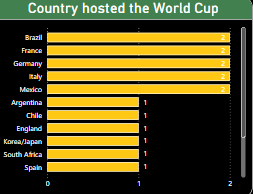 Country hosted the World Cup
Brazil 2
France 2
Germany 2
Italy 2
Mexico 2
Argentina 1
Chile 1
England 1
Korea/Japan 1
South Africa 1
Spain 1
0 1 2